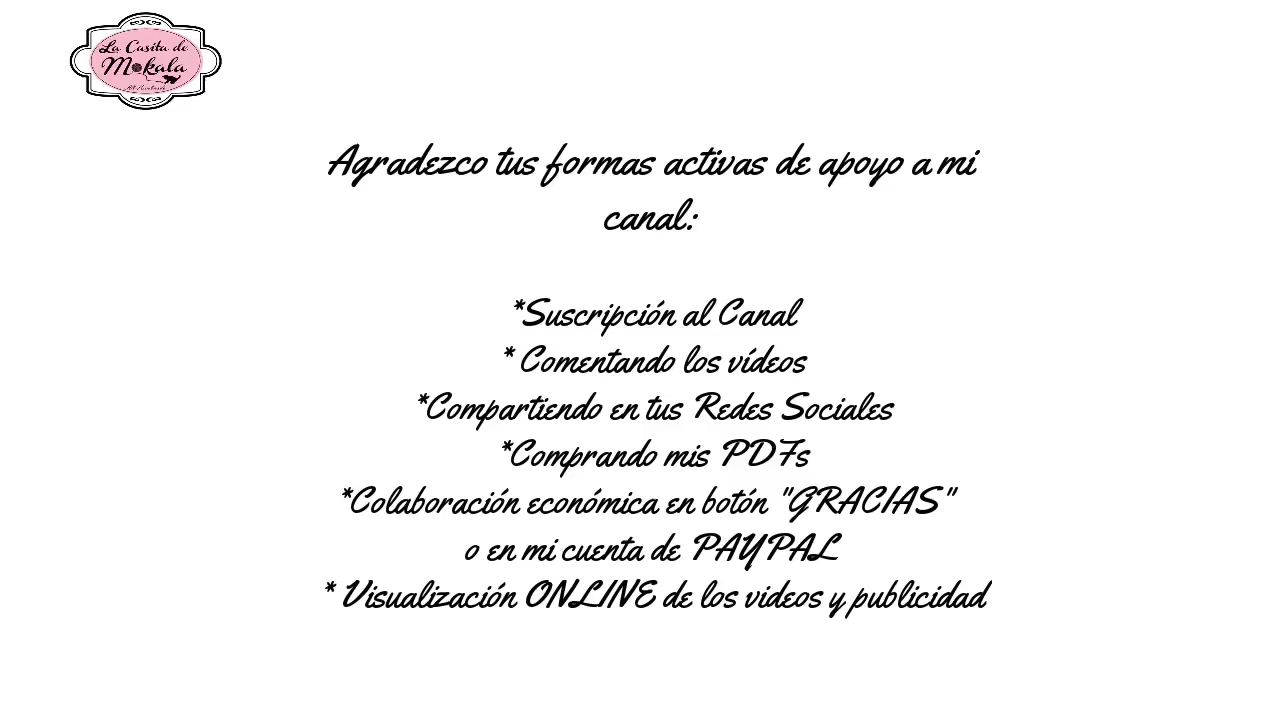 La Casita de
Mokala
Agradezco tus formas activas de apoyo a mi
canal:
*Suscripción al Canal
* Comentando los vídeos
*Compartiendo en tus Redes Sociales
*Comprando mis PDFs
*Colaboración económica en botón "GRACIAS"
o en mi cuenta de PAYPAL
* Visualización ONLINE de los videos y publicidad